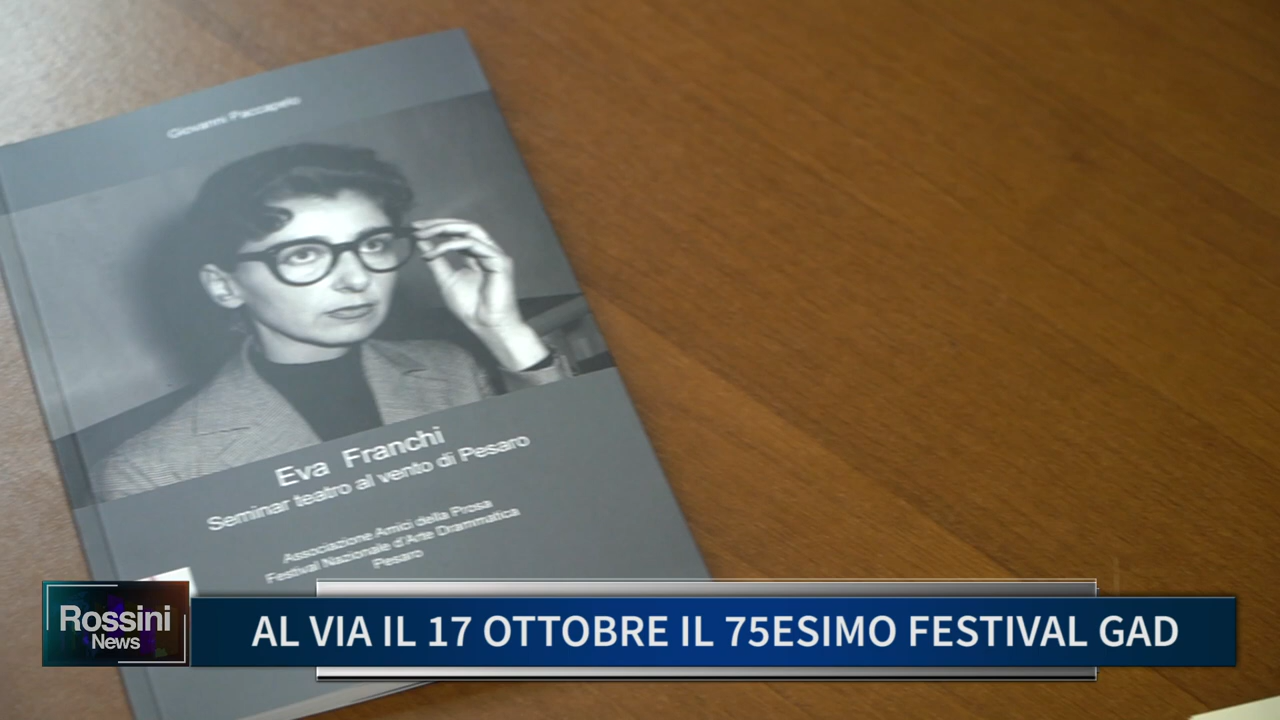 Giovanni Paccapelo
Eva Franchi
Seminar teatro al vento di Pesaro
Associazione Amici della Prosa
Festival Nazionale d'Arte Drammatica
Pesaro
Rossini
News
AL VIA IL 17 OTTOBRE IL 75ESIMO FESTIVAL GAD